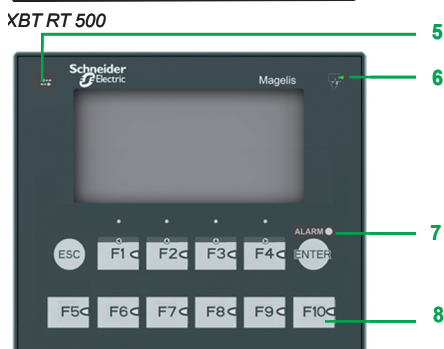 XBT RT 500
5
Schneider
Electric
Magelis
6
ALARM
7
ESC F1 F2 F3 F4 ENTER
F5 F6 F7 F8 F9 F10
8